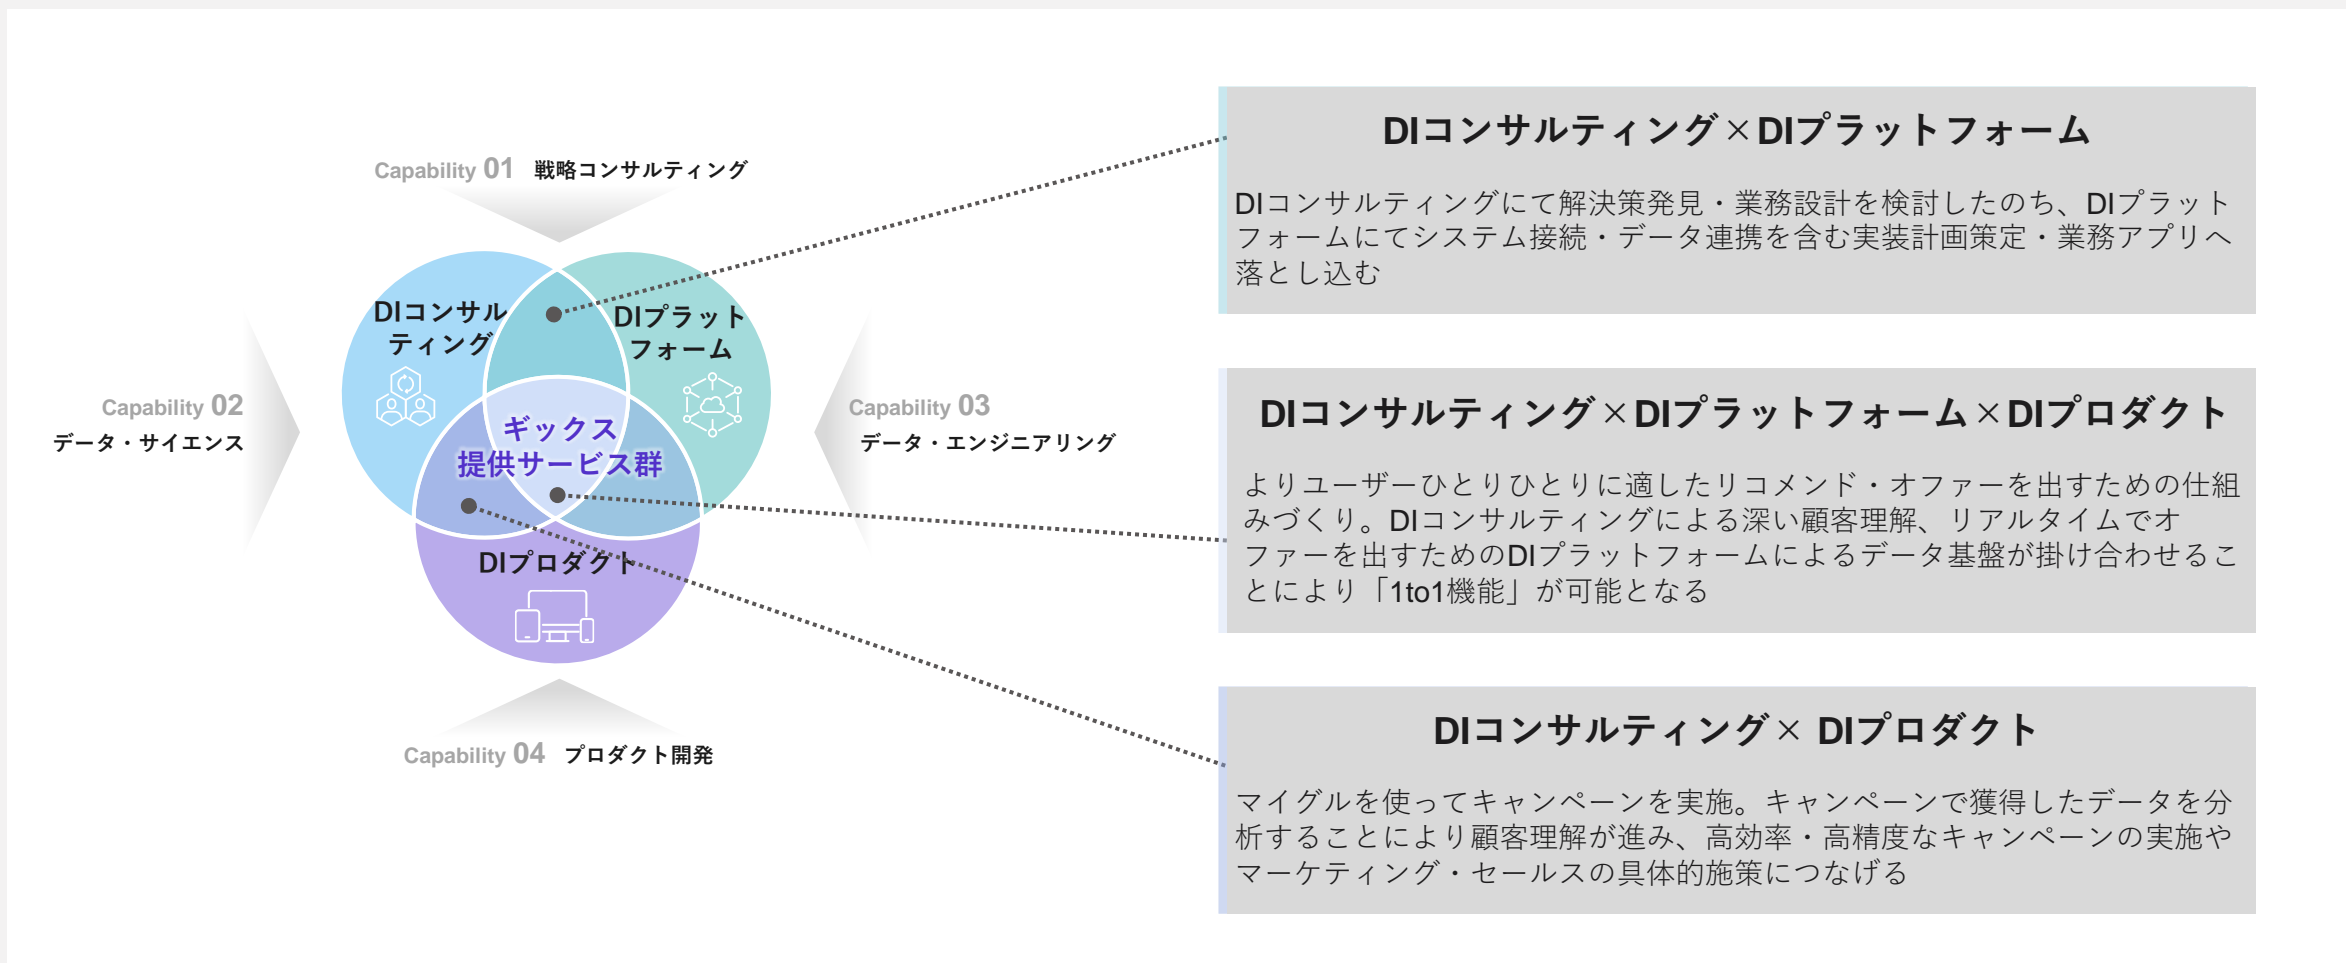 Capability 01 戦略コンサルティング
DIコンサル
ティング
DIプラット
フォーム
Capability 02
データ・サイエンス
Capability 03
データ・エンジニアリング
ギックス
提供サービス群
DIプロダクト
Capability 04 プロダクト開発
DIコンサルティング×DIプラットフォーム
DIコンサルティングにて解決策発見・業務設計を検討したのち、DIプラット
フォームにてシステム接続・データ連携を含む実装計画策定・業務アプリへ
落とし込む
DIコンサルティング×DIプラットフォーム×DIプロダクト
よりユーザーひとりひとりに適したリコメンド・オファーを出すための仕組
みづくり。DIコンサルティングによる深い顧客理解、リアルタイムでオ
ファーを出すためのDIプラットフォームによるデータ基盤が掛け合わせるこ
とにより「1to1機能」が可能となる
DIコンサルティング× DIプロダクト
マイグルを使ってキャンペーンを実施。キャンペーンで獲得したデータを分
析することにより顧客理解が進み、高効率・高精度なキャンペーンの実施や
マーケティング・セールスの具体的施策につなげる